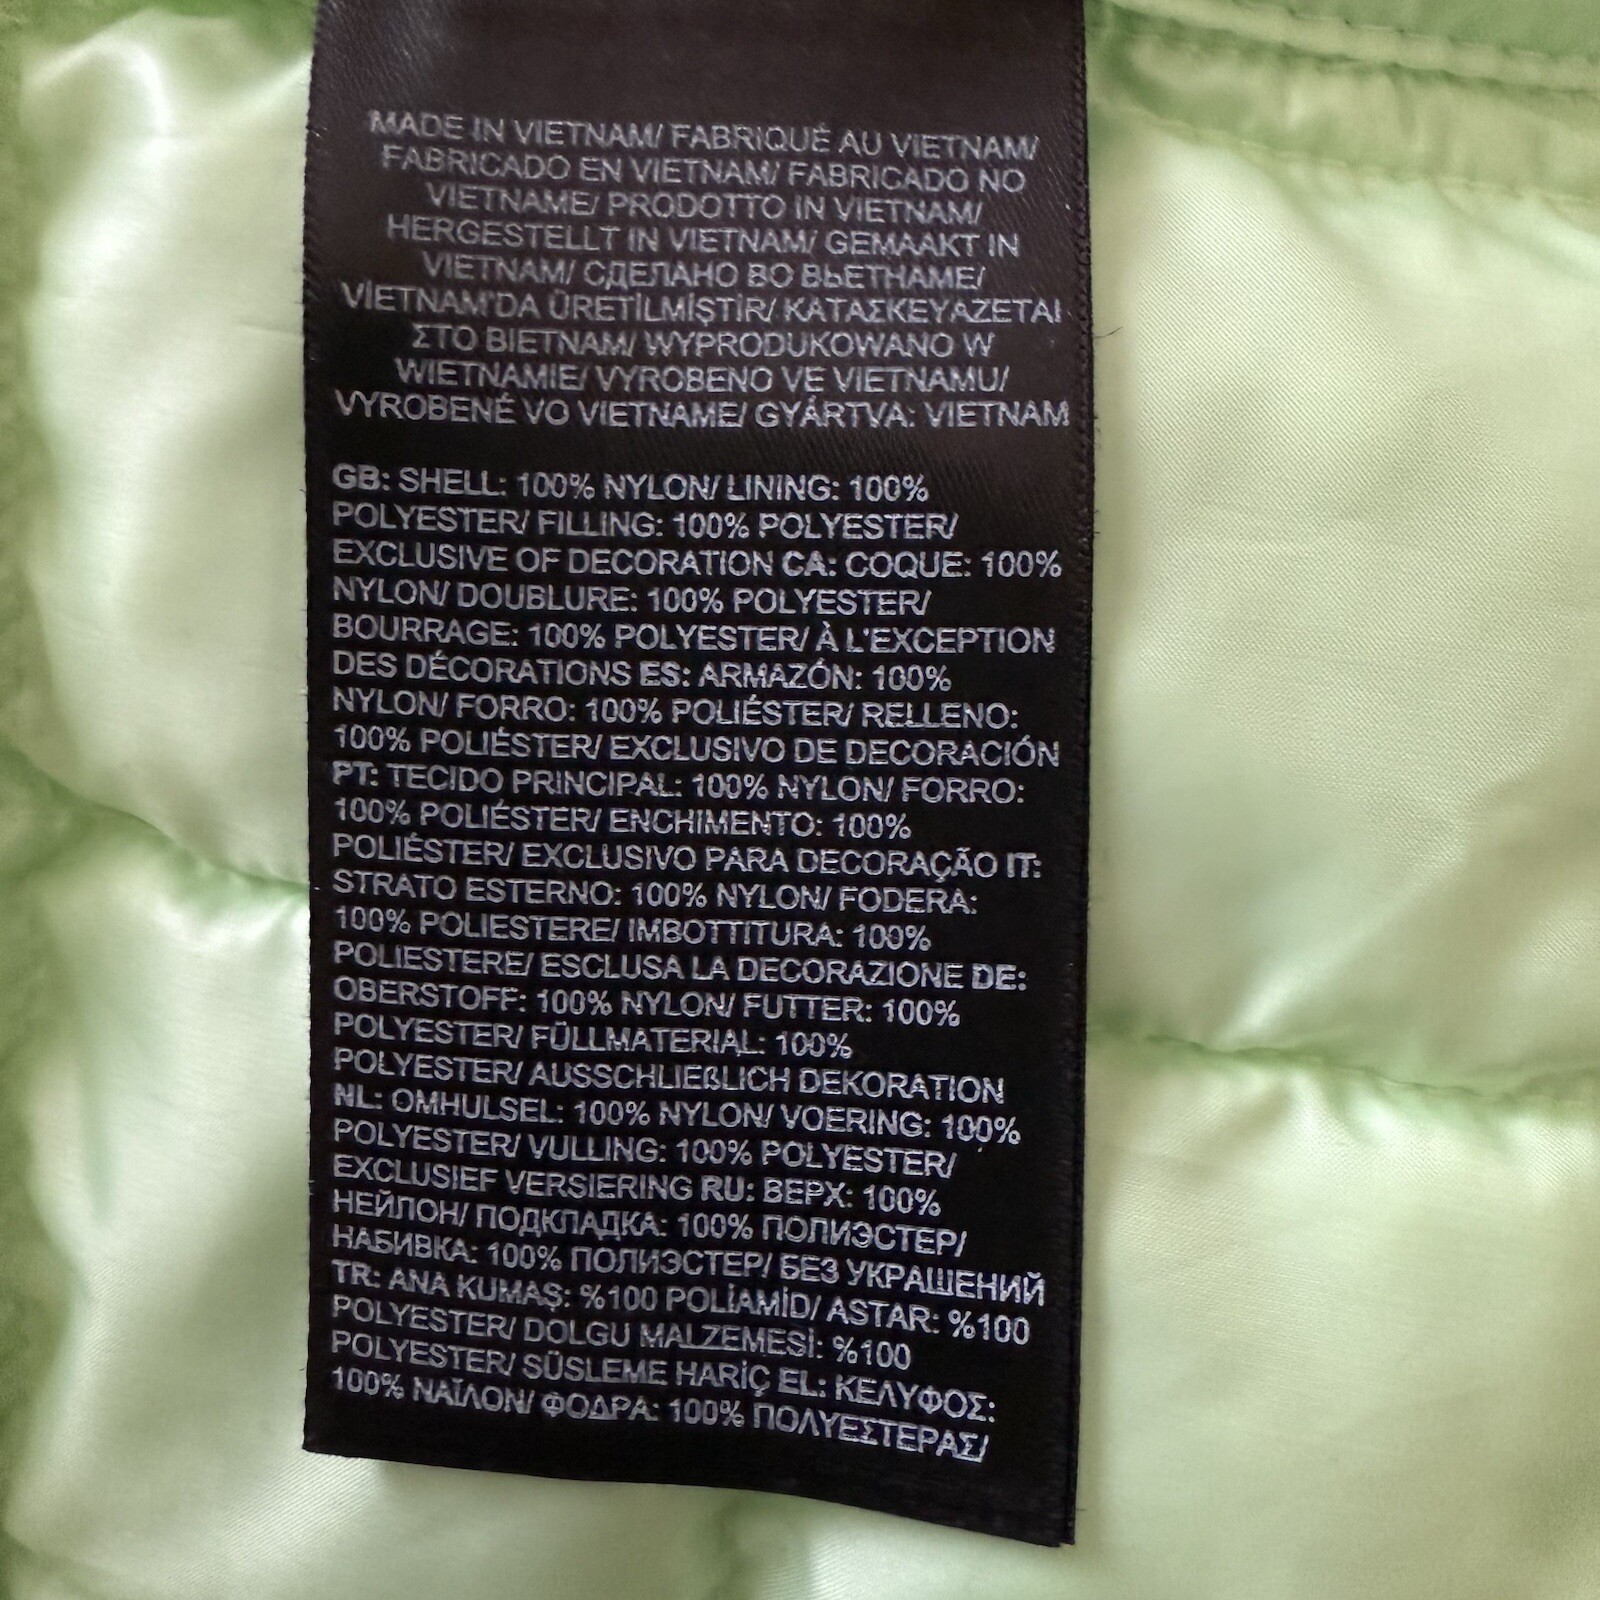 MADE IN VIETNAM/ FABRIQUÉ AU VIETNAM/
FABRICADO EN VIETNAM/ FABRICADO NO
VIETNAME/ PRODOTTO IN VIETNAM/
HERGESTELLT IN VIETNAM/ GEMAAKT IN
VIETNAM/ СДЕЛАНО ВО ВЬЕТНАМЕ/
VİETNAM'DA ÜRETİLMİŞTİR/ ΚΑΤΑΣΚΕΥΑΖΕΤΑΙ
ΣΤΟ ΒΙΕΤΝΑΜ/ WYPRODUKOWANO W
WIETNAMIE/ VYROBENO VE VIETNAMU/
VYROBENÉ VO VIETNAME/ GYÁRTVA: VIETNAM
GB: SHELL: 100% NYLON/ LINING: 100%
POLYESTER/ FILLING: 100% POLYESTER/
EXCLUSIVE OF DECORATION CA: COQUE: 100%
NYLON/ DOUBLURE: 100% POLYESTER/
BOURRAGE: 100% POLYESTER/ À L'EXCEPTION
DES DÉCORATIONS ES: ARMAZÓN: 100%
NYLON/ FORRO: 100% POLIÉSTER/ RELLENO:
100% POLIÉSTER/ EXCLUSIVO DE DECORACIÓN
PT: TECIDO PRINCIPAL: 100% NYLON/ FORRO:
100% POLIÉSTER/ ENCHIMENTO: 100%
POLIÉSTER/ EXCLUSIVO PARA DECORAÇÃO IT:
STRATO ESTERNO: 100% NYLON/ FODERA:
100% POLIESTERE/ IMBOTTITURA: 100%
POLIESTERE/ ESCLUSA LA DECORAZIONE DE:
OBERSTOFF: 100% NYLON/ FUTTER: 100%
POLYESTER/ FÜLLMATERIAL: 100%
POLYESTER/ AUSSCHLIEßLICH DEKORATION
NL: OMHULSEL: 100% NYLON/ VOERING: 100%
POLYESTER/ VULLING: 100% POLYESTER/
EXCLUSIEF VERSIERING RU: ВЕРХ: 100%
НЕЙЛОН/ ПОДКЛАДКА: 100% ПОЛИЭСТЕР/
НАБИВКА: 100% ПОЛИЭСТЕР/ БЕЗ УКРАШЕНИЙ
TR: ANA KUMAŞ: %100 POLİAMİD/ ASTAR: %100
POLYESTER/ DOLGU MALZEMESİ: %100
POLYESTER/ SÜSLEME HARİÇ EL: ΚΕΛΥΦΟΣ:
100% ΝΑΪΛΟΝ/ ΦΟΔΡΑ: 100% ΠΟΛΥΕΣΤΕΡΑΣ/